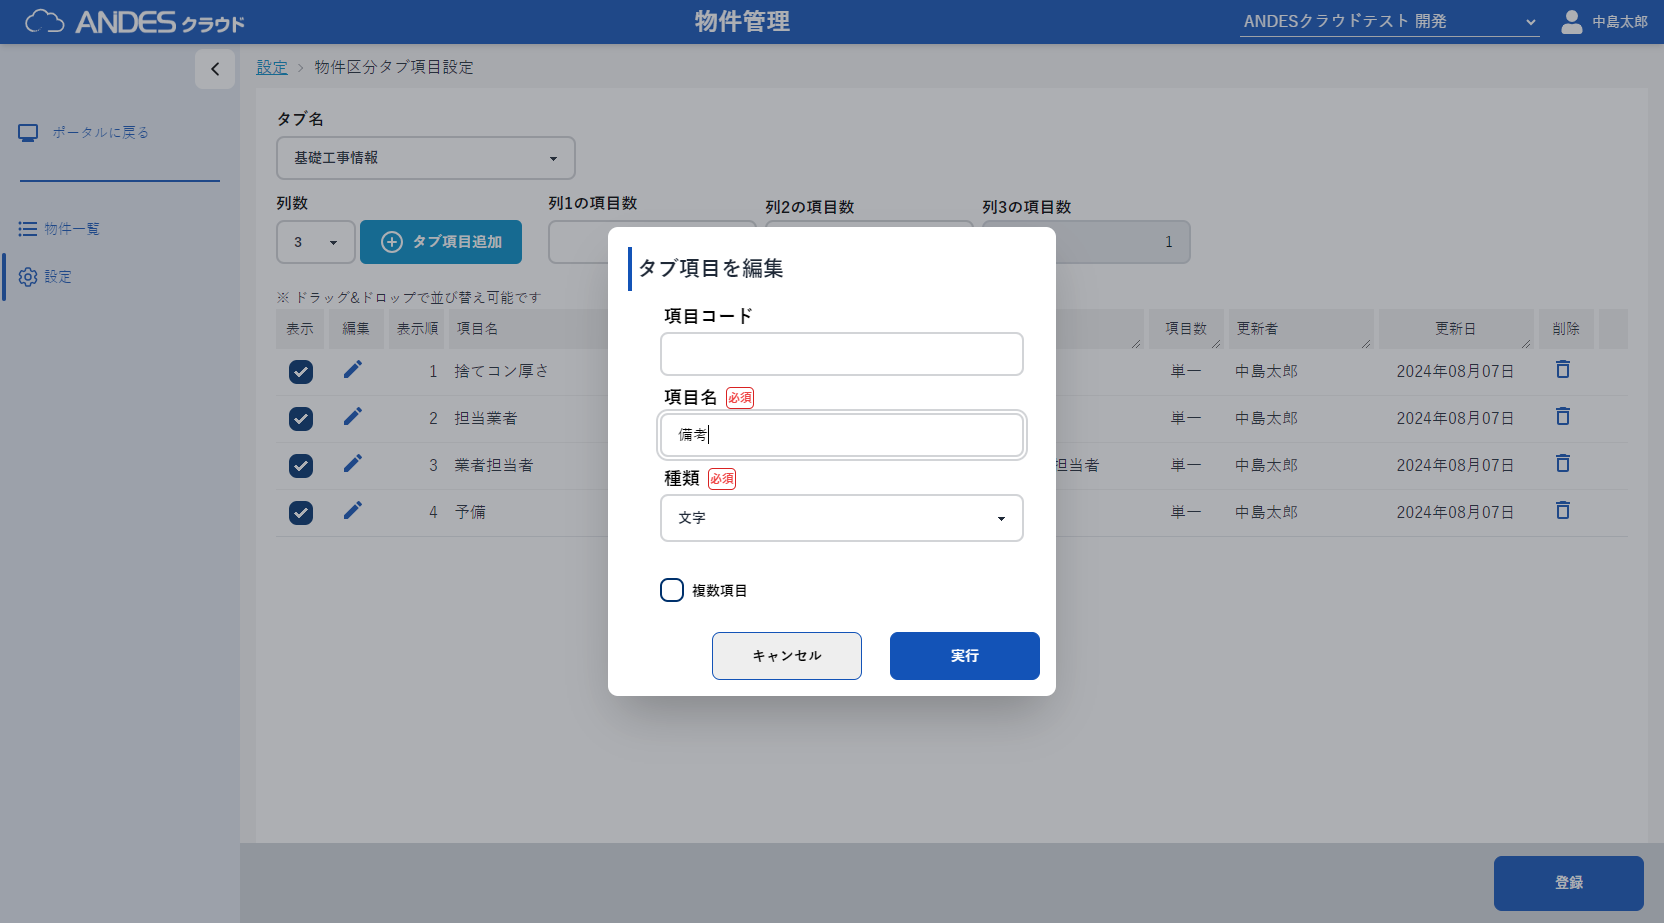 ANDES クラウド
物件管理
ANDESクラウドテスト 開発
中島太郎
設定 > 物件区分タブ項目設定
ポータルに戻る
物件一覧
設定
タブ名
基礎工事情報
列数
列1の項目数
列2の項目数
列3の項目数
3
タブ項目追加
1
※ ドラッグ&ドロップで並び替え可能です
表示 編集 表示順 項目名 項目数 更新者 更新日 削除
1 捨てコン厚さ 単一 中島太郎 2024年08月07日
2 担当業者 単一 中島太郎 2024年08月07日
3 業者担当者 担当者 単一 中島太郎 2024年08月07日
4 予備 単一 中島太郎 2024年08月07日
タブ項目を編集
項目コード
項目名 必須
備考
種類 必須
文字
複数項目
キャンセル
実行
登録